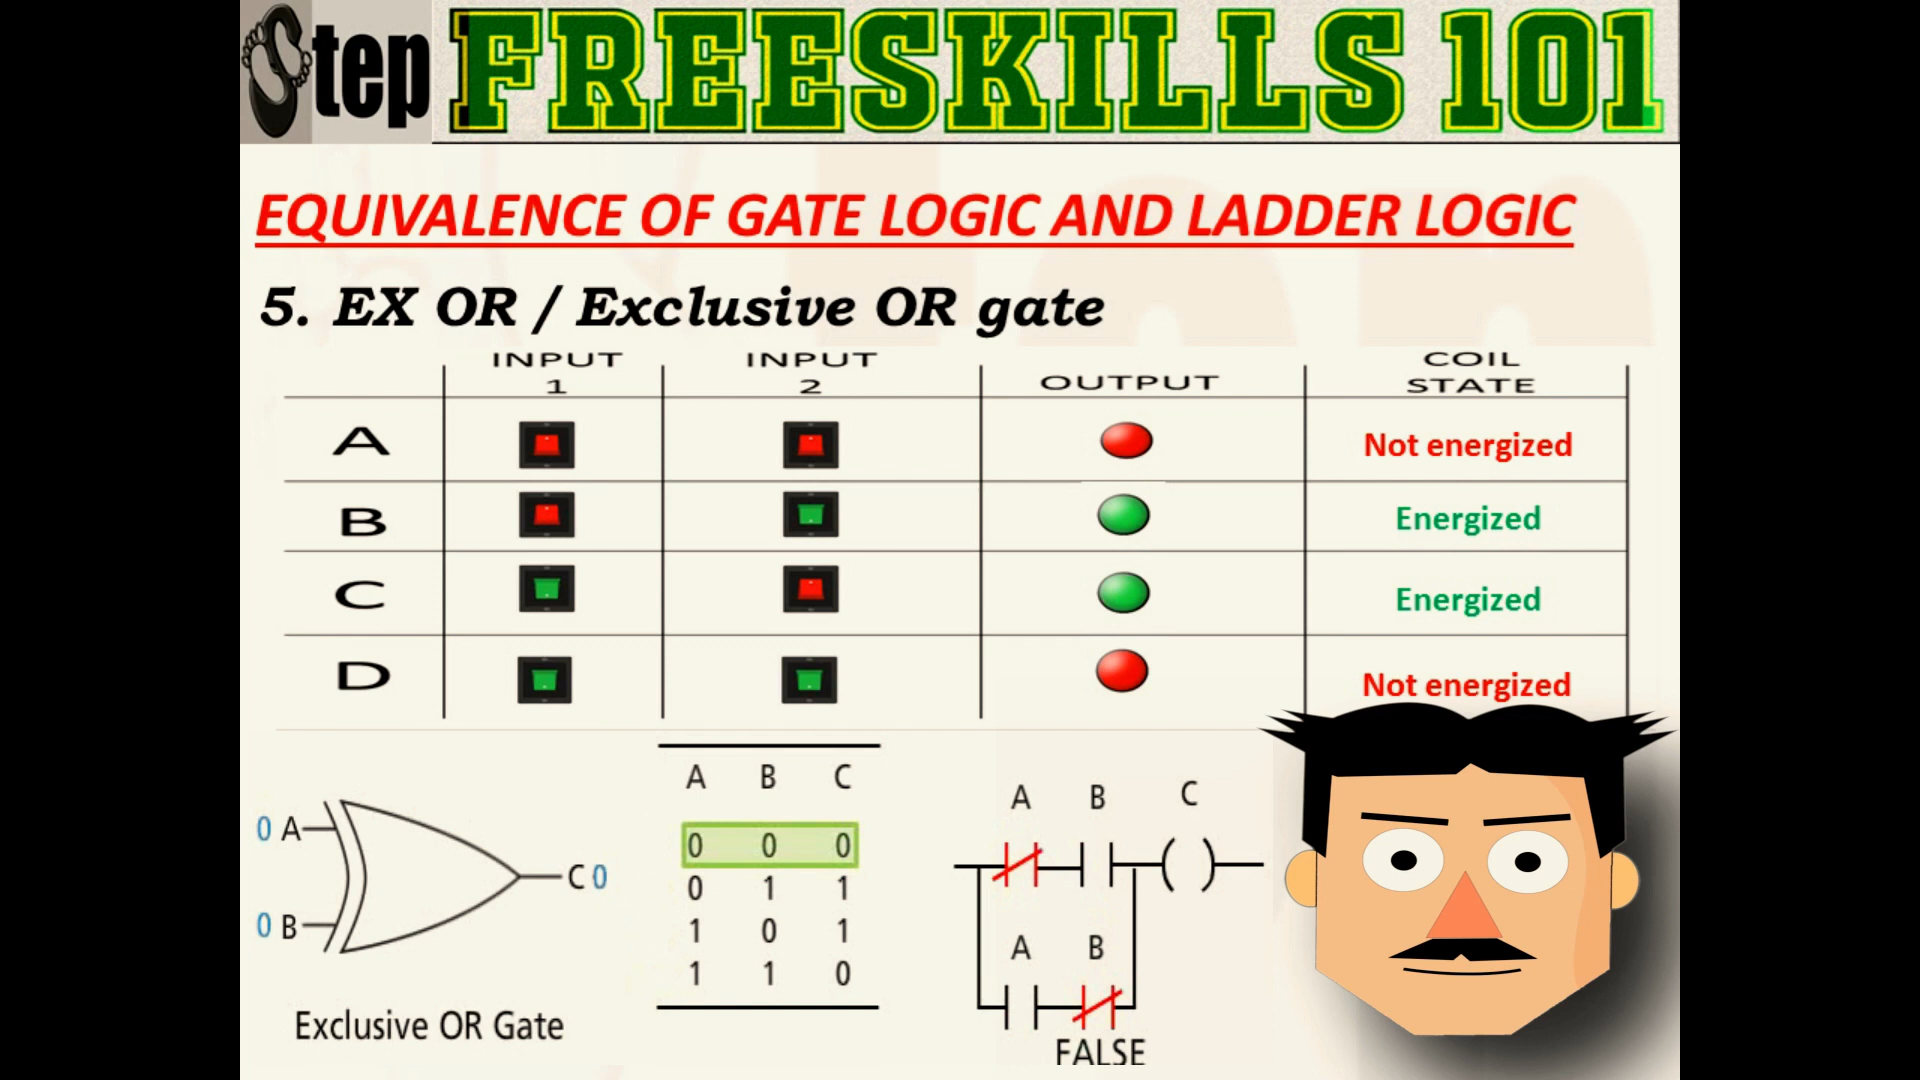 Step FREESKILLS 101
EQUIVALENCE OF GATE LOGIC AND LADDER LOGIC
5. EX OR / Exclusive OR gate
INPUT 1 INPUT 2 OUTPUT COIL STATE
A Not energized
B Energized
C Energized
D Not energized
0 A
0 B
C 0
Exclusive OR Gate
A B C
0 0 0
0 1 1
1 0 1
1 1 0
A B C
A B
FALSE